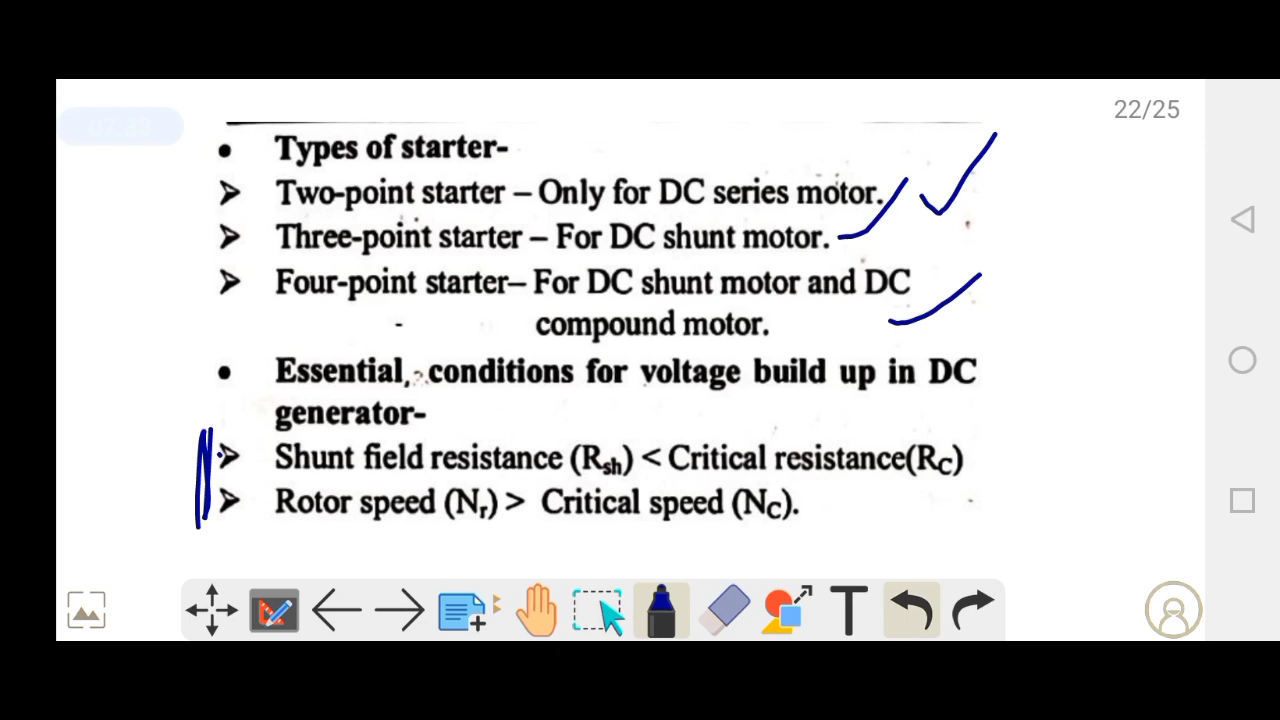 22/25
• Types of starter-
➢ Two-point starter – Only for DC series motor.
➢ Three-point starter – For DC shunt motor.
➢ Four-point starter– For DC shunt motor and DC
compound motor.
• Essential, conditions for voltage build up in DC
generator-
➢ Shunt field resistance (Rsh) < Critical resistance(RC)
➢ Rotor speed (Nr) > Critical speed (NC).
T